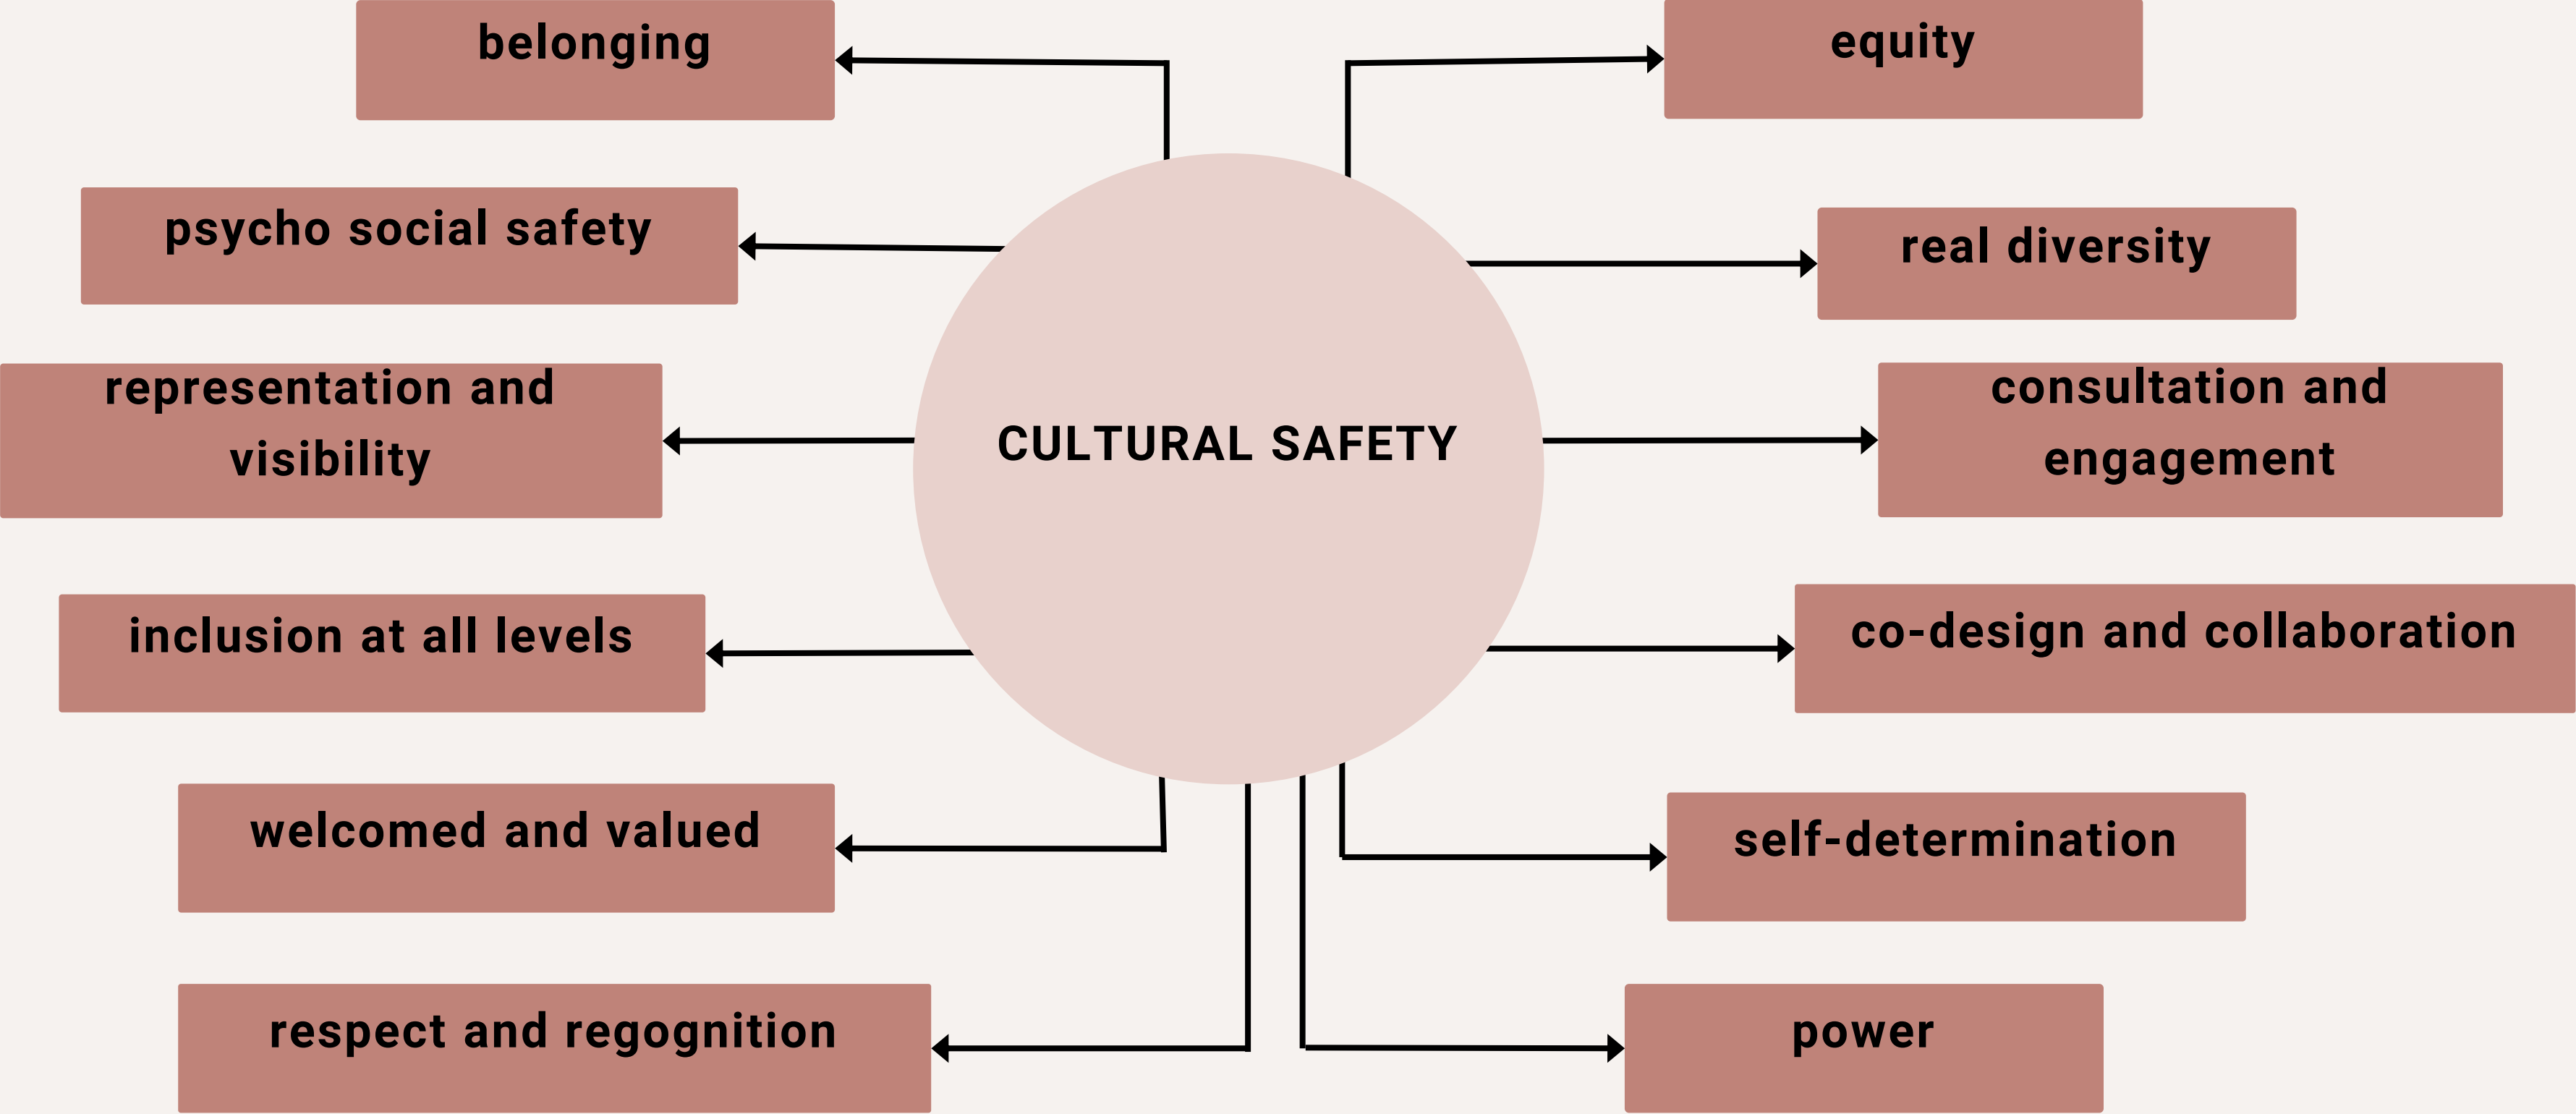 belonging
equity
psycho social safety
real diversity
representation and
visibility
consultation and
engagement
CULTURAL SAFETY
inclusion at all levels
co-design and collaboration
welcomed and valued
self-determination
respect and regognition
power